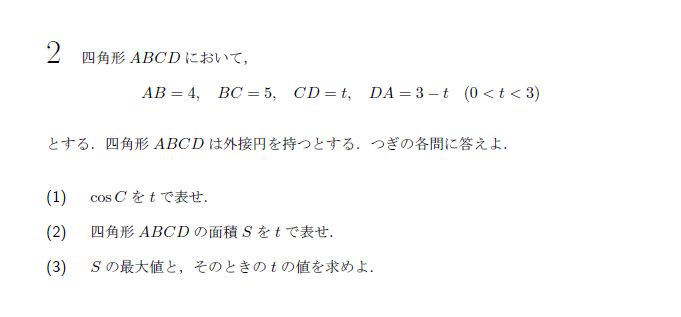 2 四角形 ABCD において,
AB = 4, BC = 5, CD = t, DA = 3 − t (0 < t < 3)
とする. 四角形 ABCD は外接円を持つとする. つぎの各問に答えよ.
(1) cos C を t で表せ.
(2) 四角形 ABCD の面積 S を t で表せ.
(3) S の最大値と, そのときの t の値を求めよ.